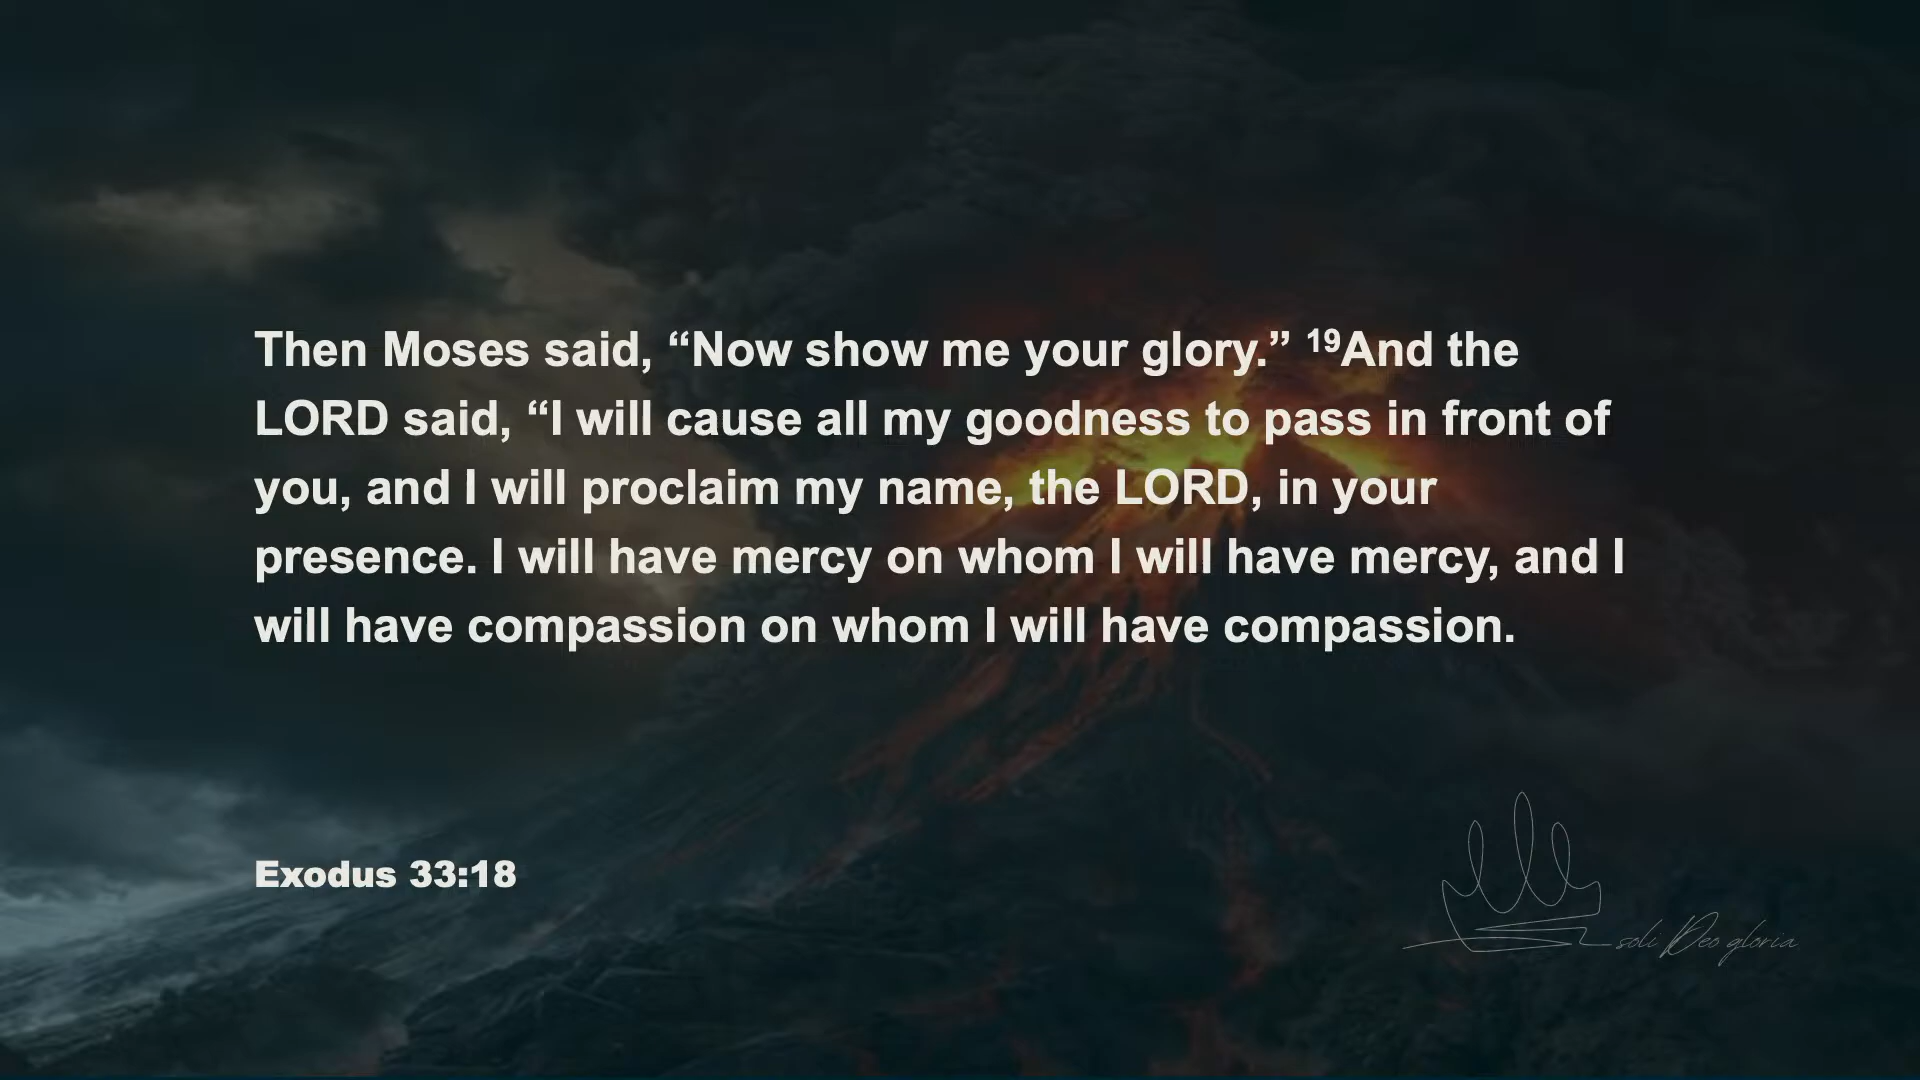 Then Moses said, “Now show me your glory.” ¹⁹And the
LORD said, “I will cause all my goodness to pass in front of
you, and I will proclaim my name, the LORD, in your
presence. I will have mercy on whom I will have mercy, and I
will have compassion on whom I will have compassion.
Exodus 33:18
soli Deo gloria